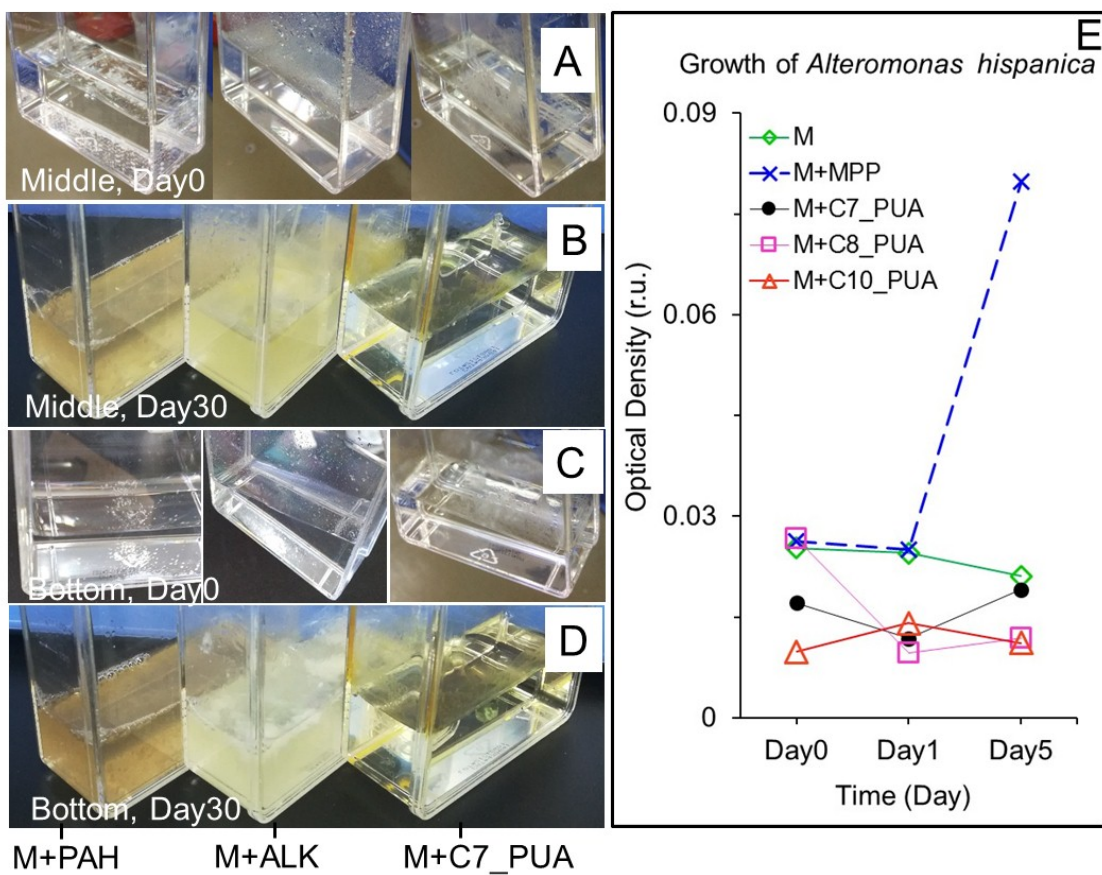 A
Middle, Day0
B
Middle, Day30
C
Bottom, Day0
D
Bottom, Day30
M+PAH
M+ALK
M+C7_PUA
E
Growth of Alteromonas hispanica
0.09
0.06
0.03
0
Optical Density (r.u.)
M
M+MPP
M+C7_PUA
M+C8_PUA
M+C10_PUA
Day0
Day1
Day5
Time (Day)